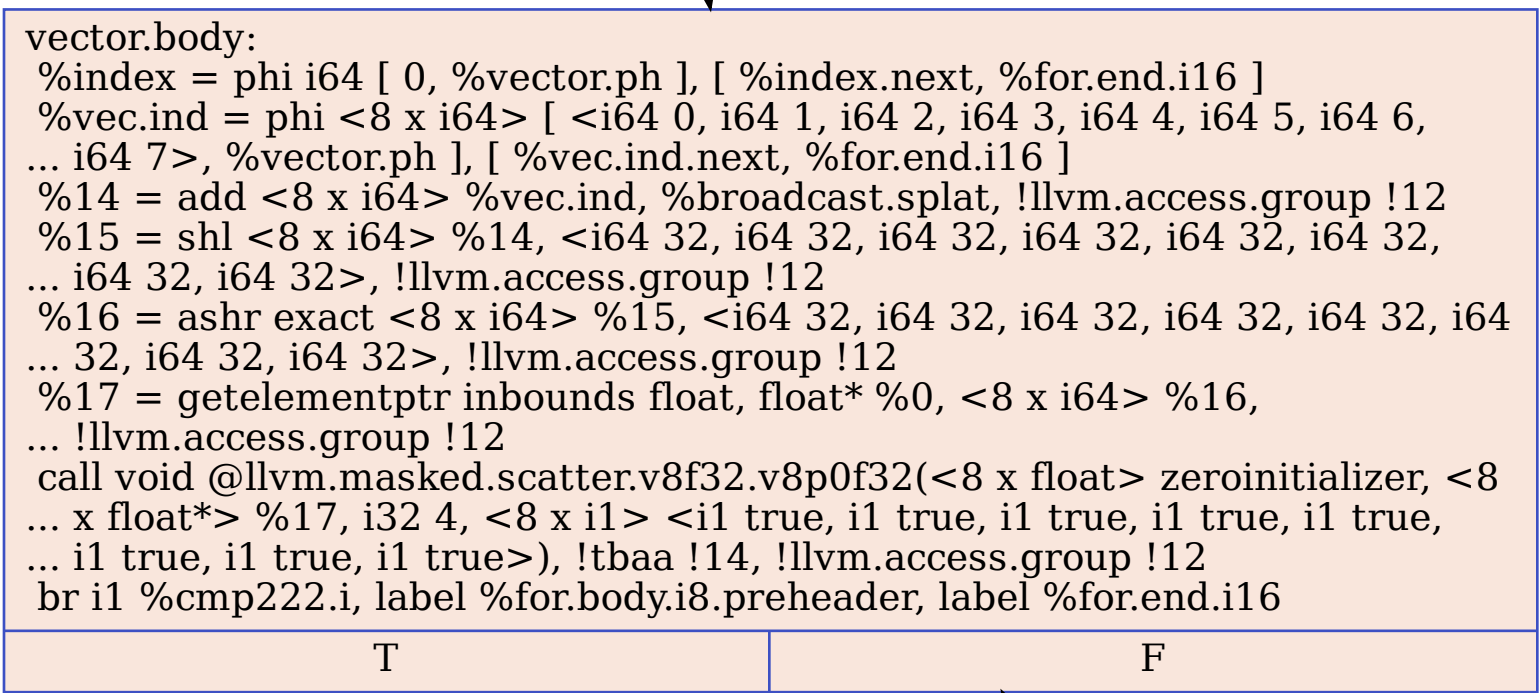 vector.body:
%index = phi i64 [ 0, %vector.ph ], [ %index.next, %for.end.i16 ]
%vec.ind = phi <8 x i64> [ <i64 0, i64 1, i64 2, i64 3, i64 4, i64 5, i64 6,
... i64 7>, %vector.ph ], [ %vec.ind.next, %for.end.i16 ]
%14 = add <8 x i64> %vec.ind, %broadcast.splat, !llvm.access.group !12
%15 = shl <8 x i64> %14, <i64 32, i64 32, i64 32, i64 32, i64 32, i64 32,
... i64 32, i64 32>, !llvm.access.group !12
%16 = ashr exact <8 x i64> %15, <i64 32, i64 32, i64 32, i64 32, i64 32, i64
... 32, i64 32, i64 32>, !llvm.access.group !12
%17 = getelementptr inbounds float, float* %0, <8 x i64> %16,
... !llvm.access.group !12
call void @llvm.masked.scatter.v8f32.v8p0f32(<8 x float> zeroinitializer, <8
... x float*> %17, i32 4, <8 x i1> <i1 true, i1 true, i1 true, i1 true, i1 true,
... i1 true, i1 true, i1 true>), !tbaa !14, !llvm.access.group !12
br i1 %cmp222.i, label %for.body.i8.preheader, label %for.end.i16
T
F